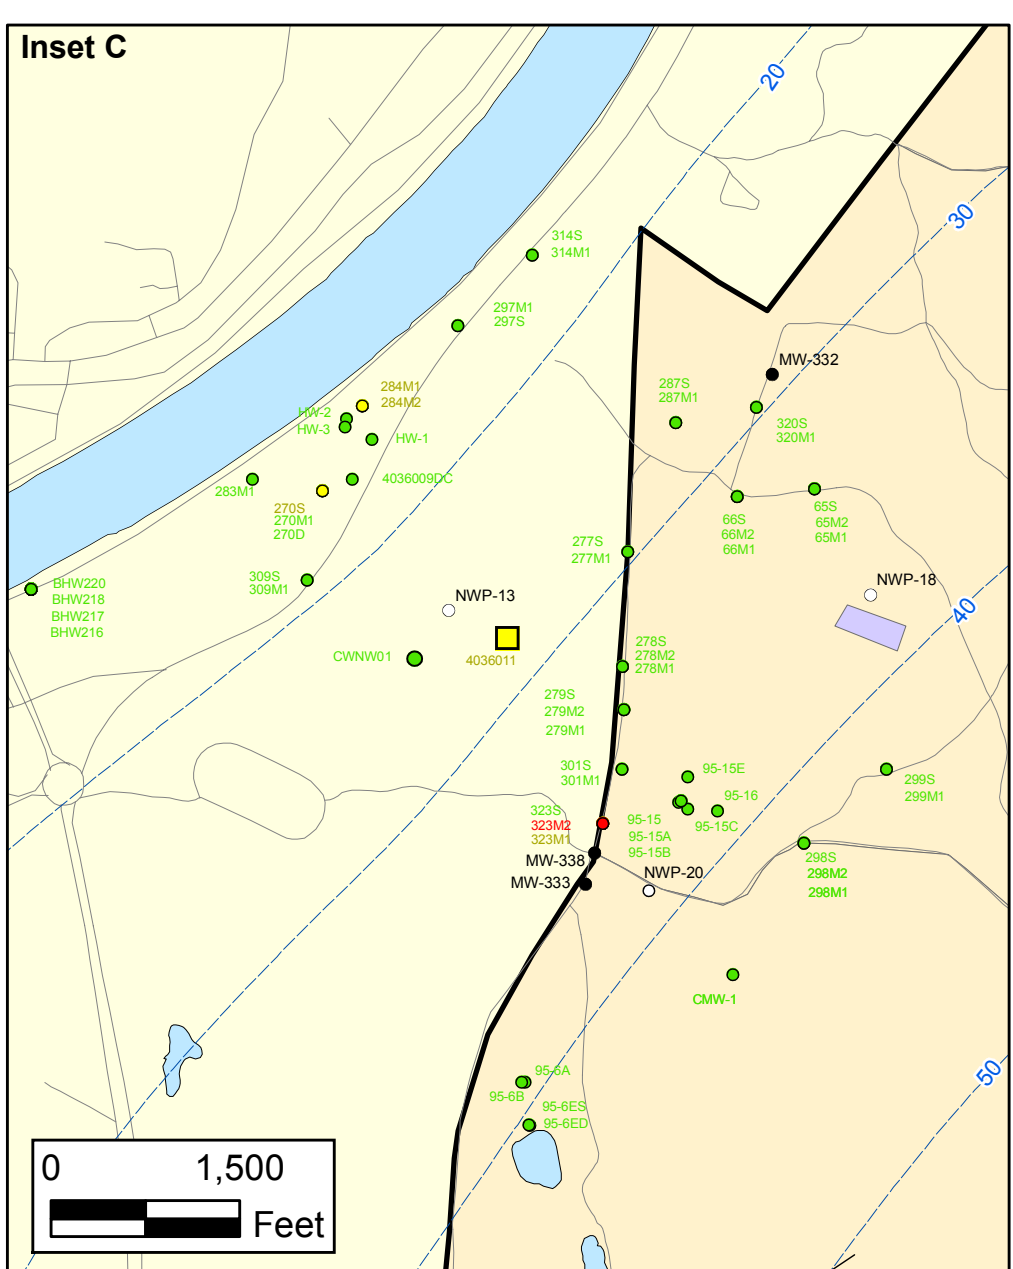 Inset C
20
30
314S
314M1
297M1
297S
MW-332
287S
287M1
284M1
284M2
HW-2
HW-3
HW-1
320S
320M1
283M1
4036009DC
270S
270M1
270D
65S
65M2
65M1
66S
66M2
66M1
277S
277M1
309S
309M1
BHW220
BHW218
BHW217
BHW216
NWP-13
NWP-18
40
CWNW01
4036011
278S
278M2
278M1
279S
279M2
279M1
301S
301M1
95-15E
95-16
299S
299M1
323S
323M2
323M1
95-15
95-15A
95-15B
95-15C
MW-338
MW-333
NWP-20
298S
298M2
298M1
CMW-1
95-6A
95-6B
95-6ES
95-6ED
50
0 1,500
Feet